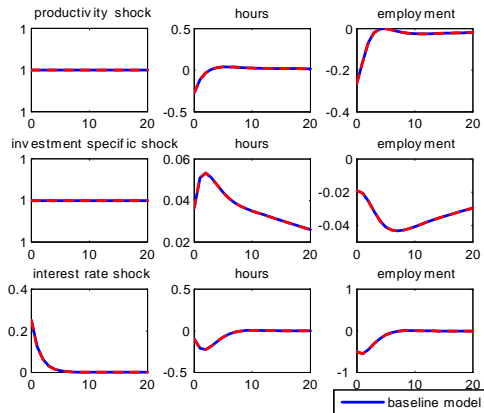 productivity shock hours employment
1 0.5 0
1 0 -0.2
1 -0.5 -0.4
0 10 20 0 10 20 0 10 20
investment specific shock hours employment
1 0.06 0
-0.02
1 0.04
-0.04
1 0.02
0 10 20 0 10 20 0 10 20
interest rate shock hours employment
0.4 0.5 1
0.2 0 0
0 -0.5 -1
0 10 20 0 10 20 0 10 20
baseline model